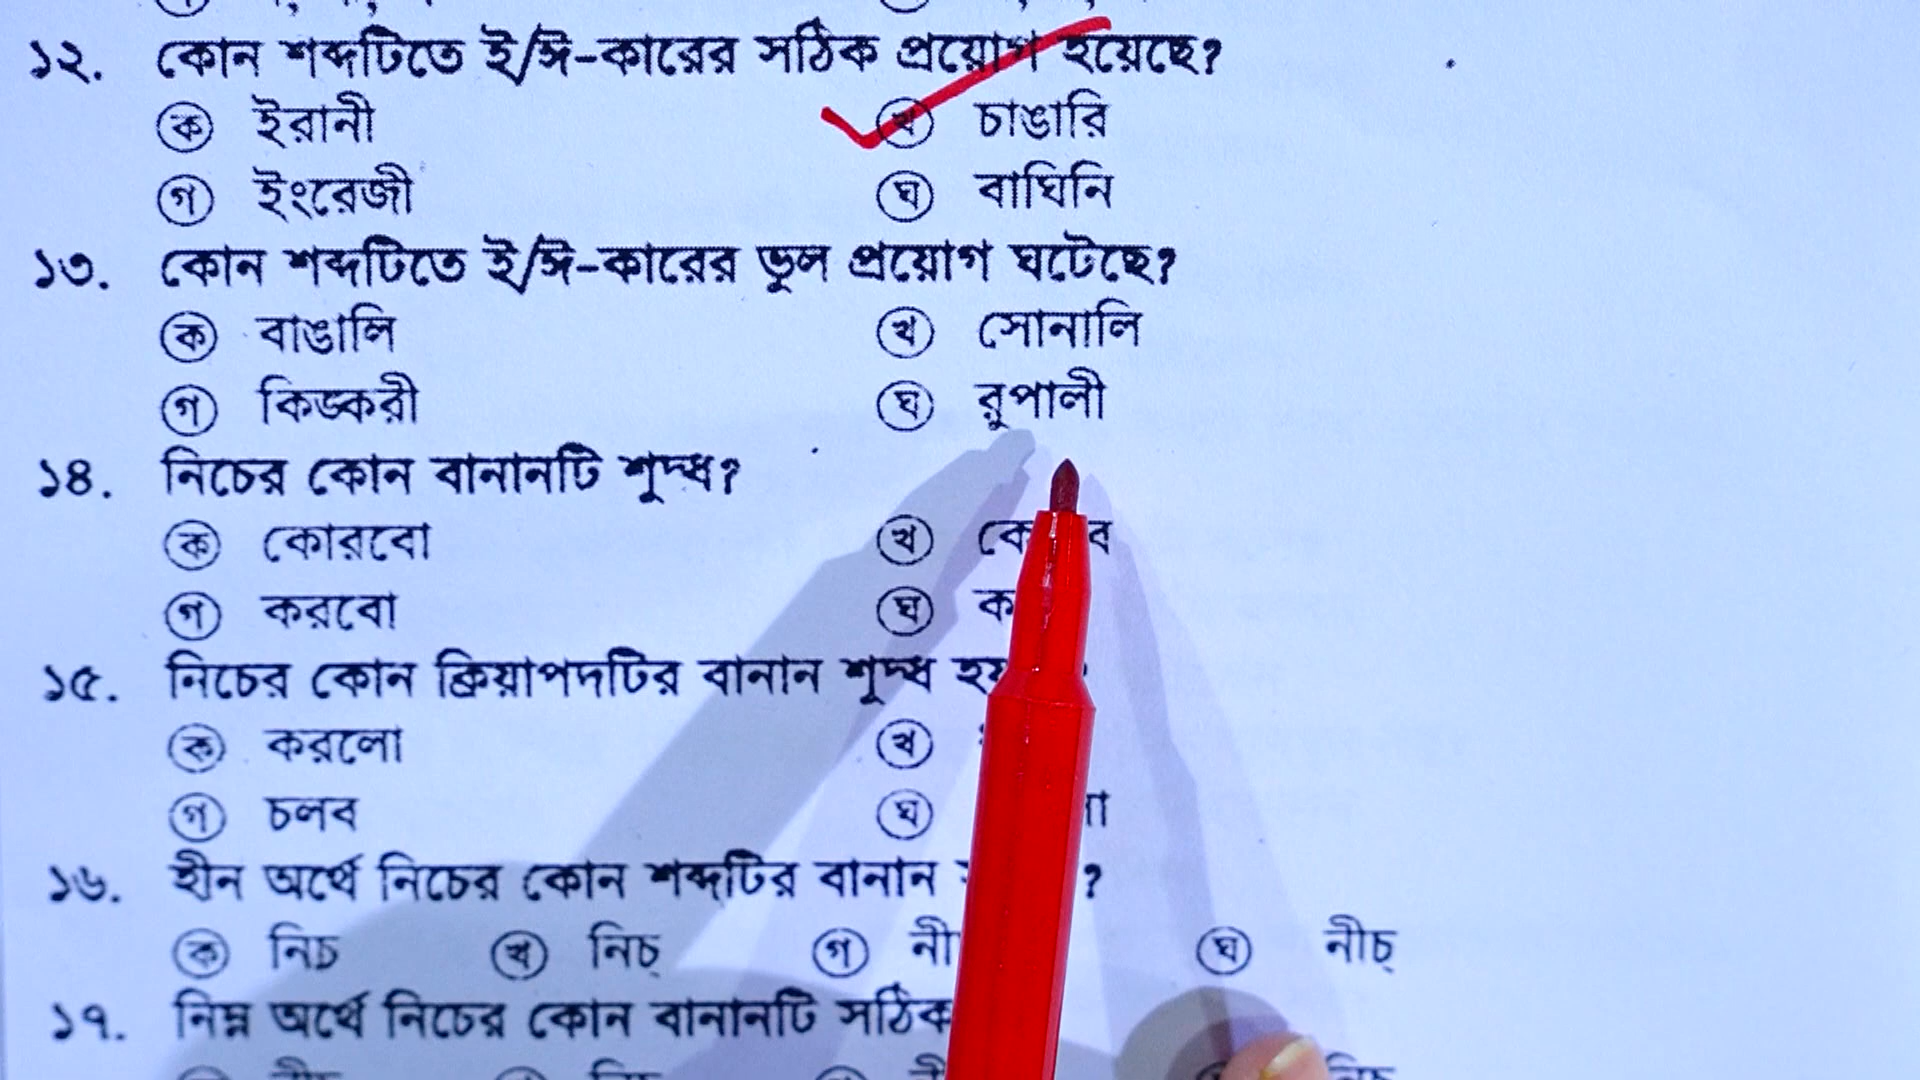 ১২. কোন শব্দটিতে ই/ঈ-কারের সঠিক প্রয়োগ হয়েছে?
ক ইরানী খ চাঙারি
গ ইংরেজী ঘ বাঘিনি
১৩. কোন শব্দটিতে ই/ঈ-কারের ভুল প্রয়োগ ঘটেছে?
ক বাঙালি খ সোনালি
গ কিঙ্করী ঘ রুপালী
১৪. নিচের কোন বানানটি শুদ্ধ?
ক কোরবো খ
গ করবো ঘ
১৫. নিচের কোন ক্রিয়াপদটির বানান শুদ্ধ
ক করলো খ
গ চলব ঘ
১৬. হীন অর্থে নিচের কোন শব্দটির বানান ?
ক নিচ খ নিচ্ গ ঘ নীচ্
১৭. নিম্ন অর্থে নিচের কোন বানানটি সঠিক